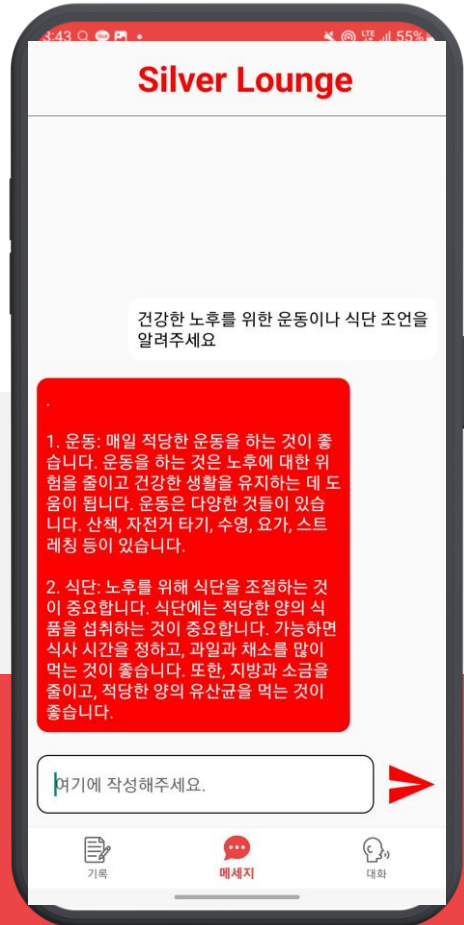 3:43
LTE 55%
Silver Lounge
건강한 노후를 위한 운동이나 식단 조언을
알려주세요
.
1. 운동: 매일 적당한 운동을 하는 것이 좋
습니다. 운동을 하는 것은 노후에 대한 위
험을 줄이고 건강한 생활을 유지하는 데 도
움이 됩니다. 운동은 다양한 것들이 있습
니다. 산책, 자전거 타기, 수영, 요가, 스트
레칭 등이 있습니다.
2. 식단: 노후를 위해 식단을 조절하는 것
이 중요합니다. 식단에는 적당한 양의 식
품을 섭취하는 것이 중요합니다. 가능하면
식사 시간을 정하고, 과일과 채소를 많이
먹는 것이 좋습니다. 또한, 지방과 소금을
줄이고, 적당한 양의 유산균을 먹는 것이
좋습니다.
여기에 작성해주세요.
기록
메세지
대화